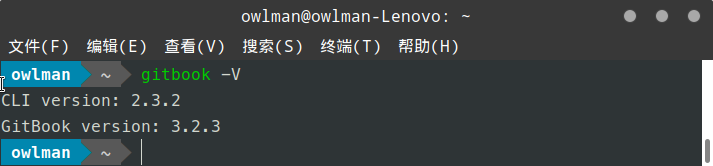 owlman@owlman-Lenovo: ~
文件(F) 编辑(E) 查看(V) 搜索(S) 终端(T) 帮助(H)
owlman ~ gitbook -V
CLI version: 2.3.2
GitBook version: 3.2.3
owlman ~